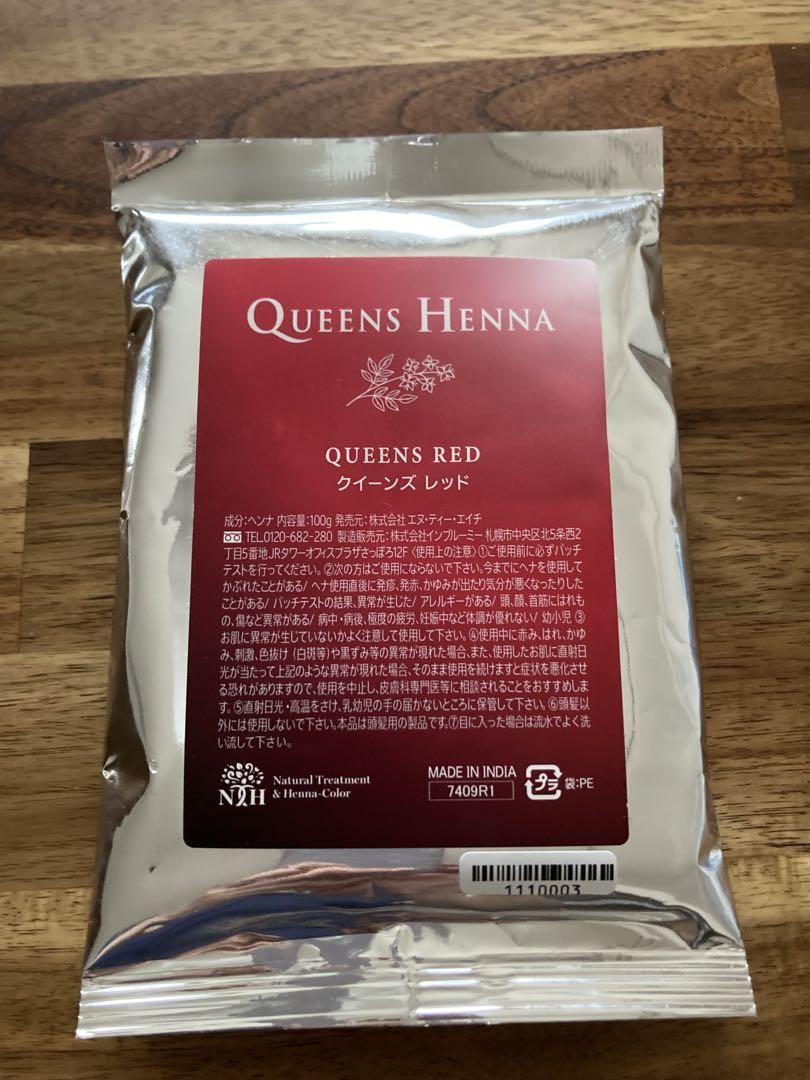 QUEENS HENNA
QUEENS RED
クイーンズ レッド
成分:ヘンナ 内容量:100g 発売元: 株式会社 エヌ・ティー・エイチ
TEL.0120-682-280 製造販売元: 株式会社インプルーミー 札幌市中央区北5条西2
丁目5番地 JRタワーオフィスプラザさっぽろ12F 〈使用上の注意〉①ご使用前に必ずパッチ
テストを行ってください。②次の方はご使用にならないで下さい。今までにヘナを使用して
かぶれたことがある/ ヘナ使用直後に発疹、発赤、かゆみが出たり気分が悪くなったりした
ことがある/ パッチテストの結果、異常が生じた/ アレルギーがある/ 頭、顔、首筋にはれも
の、傷など異常がある/ 病中・病後、極度の疲労、妊娠中など体調が優れない/ 幼小児 ③
お肌に異常が生じていないかよく注意して使用して下さい。④使用中に赤み、はれ、かゆ
み、刺激、色抜け (白斑等)や黒ずみ等の異常が現れた場合、また、使用したお肌に直射日
光が当たって上記のような異常が現れた場合、そのまま使用を続けますと症状を悪化させ
る恐れがありますので、使用を中止し、皮膚科専門医等に相談されることをおすすめしま
す。⑤直射日光・高温をさけ、乳幼児の手の届かないところに保管して下さい。⑥頭髪以
外には使用しないで下さい。本品は頭髪用の製品です。⑦目に入った場合は流水でよく洗
い流して下さい。
NTH Natural Treatment
& Henna-Color
MADE IN INDIA
7409R1
プラ 袋:PE
1110003